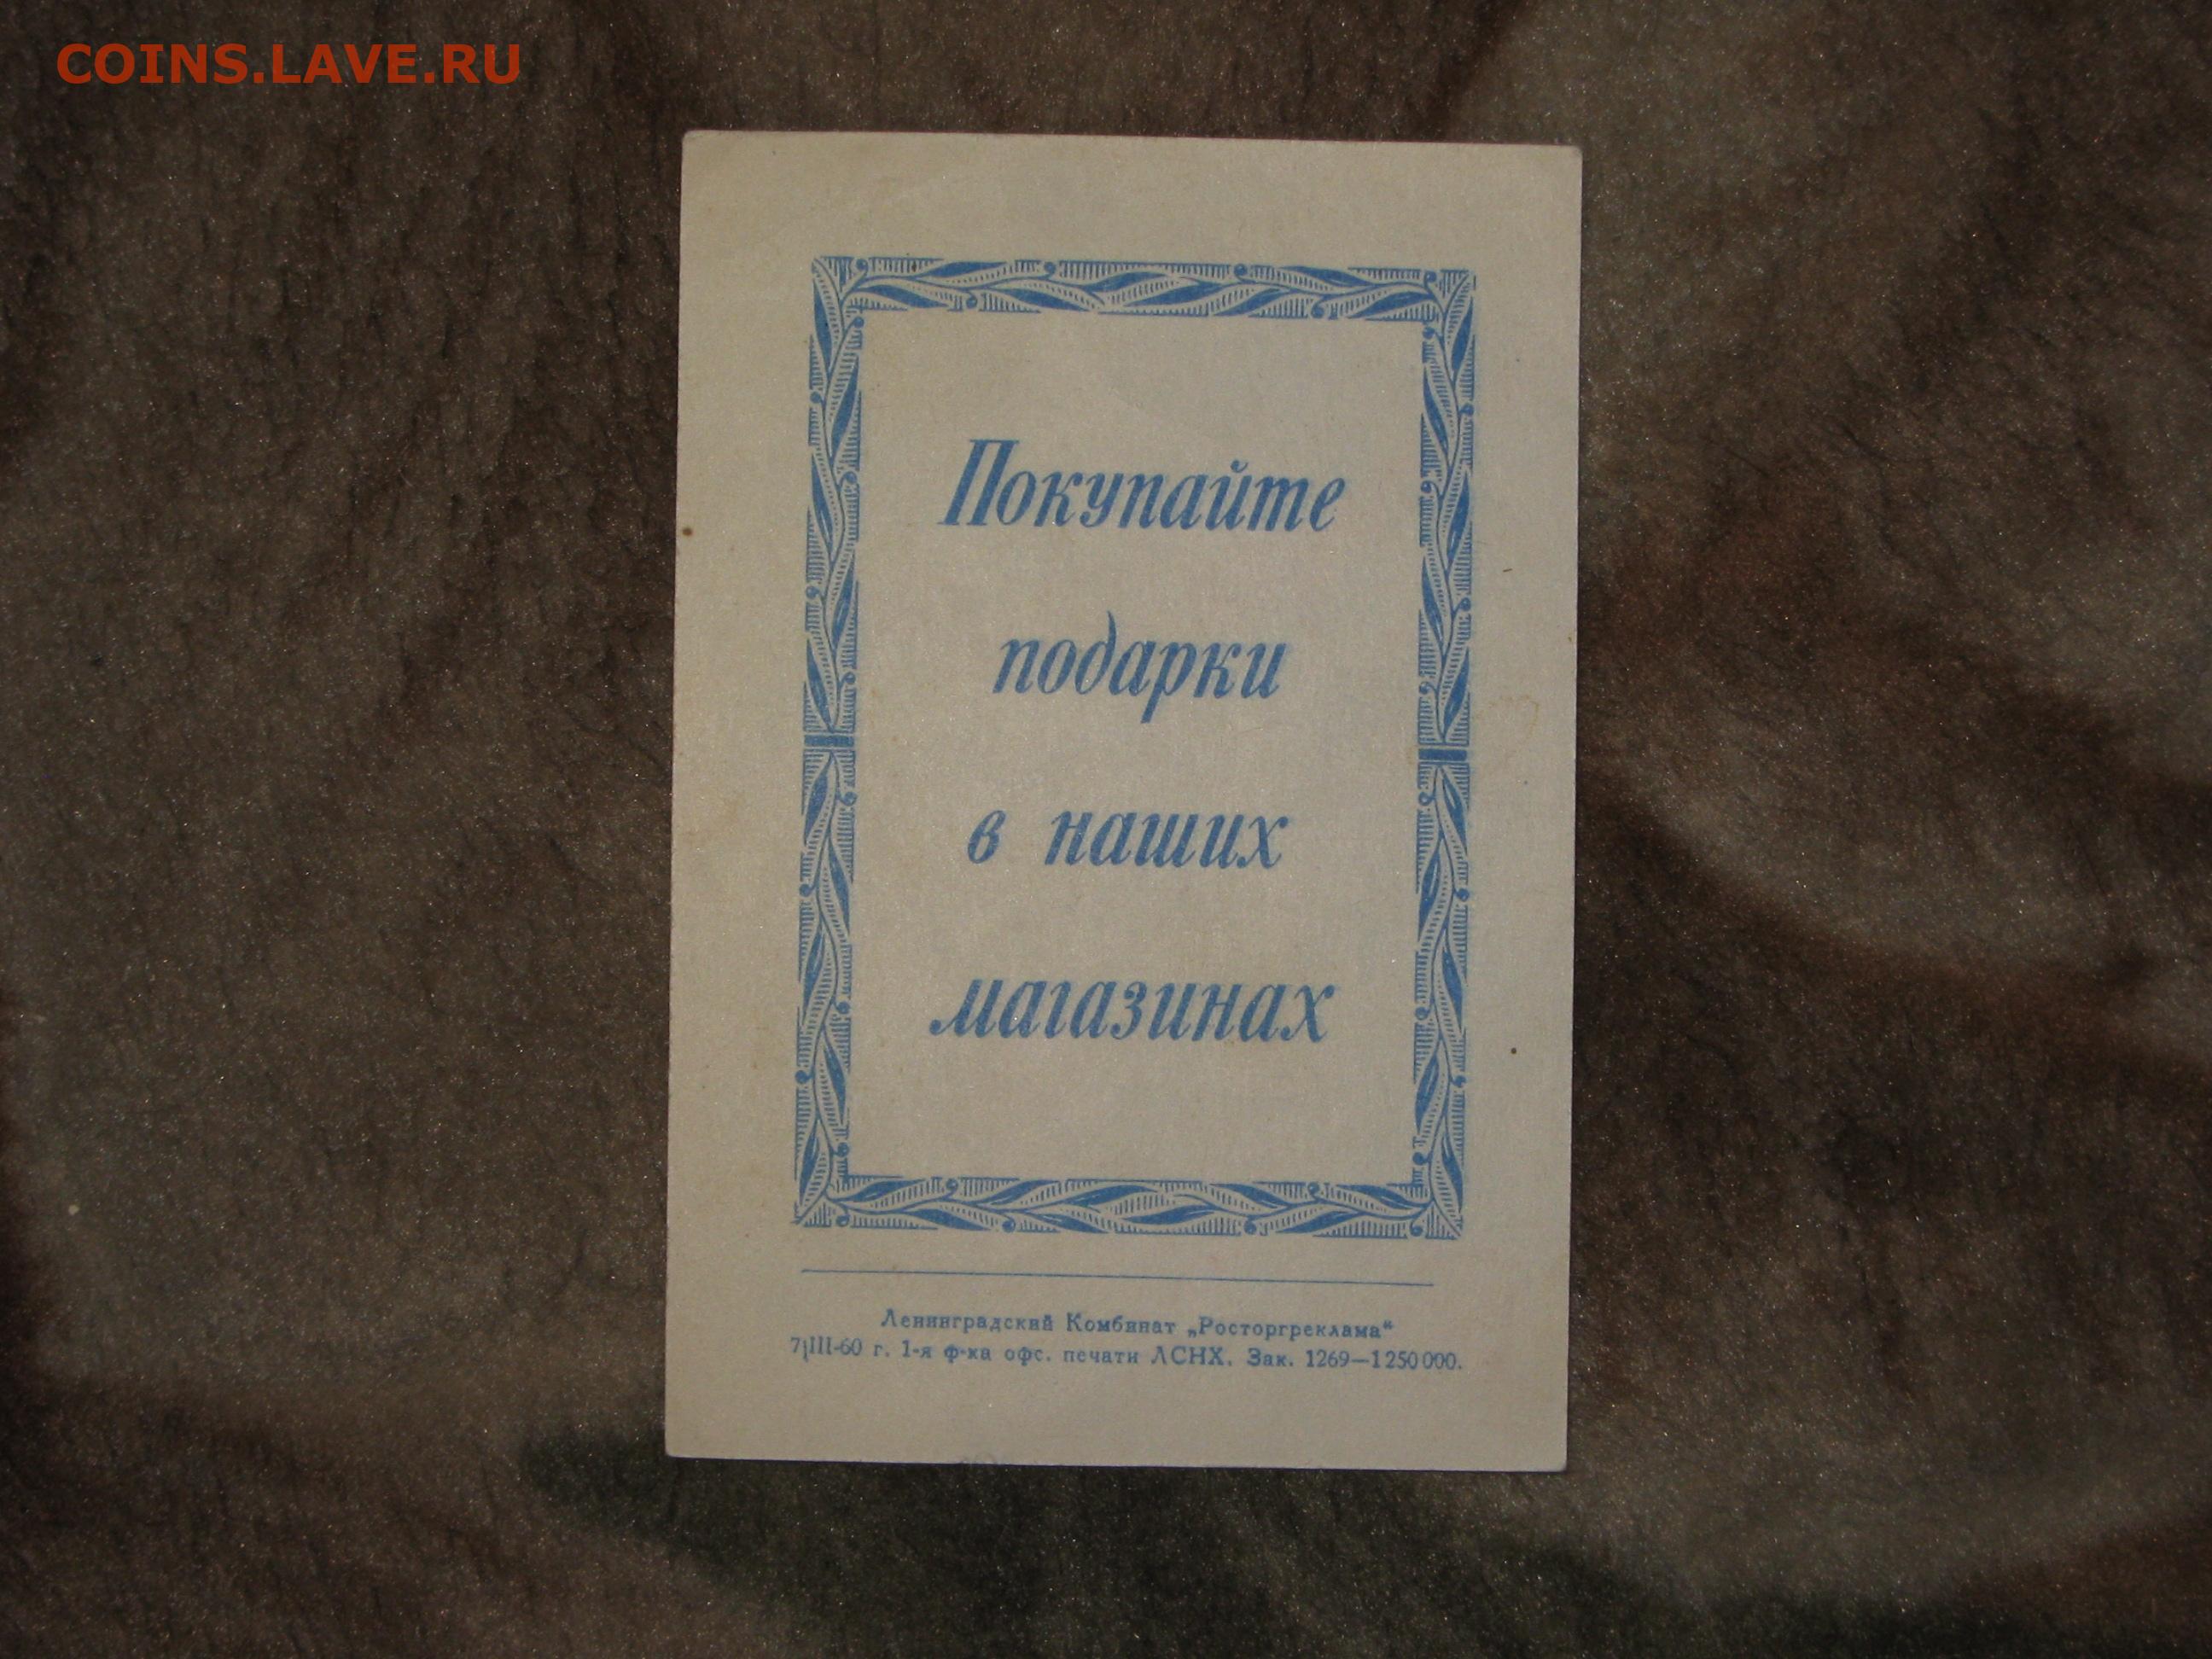 COINS.LAVE.RU
Покупайте
подарки
в наших
магазинах
Ленинградский Комбинат „Росторгреклама“
7/III-60 г. 1-я ф-ка офс. печати ЛСНХ. Зак. 1269—1250000.